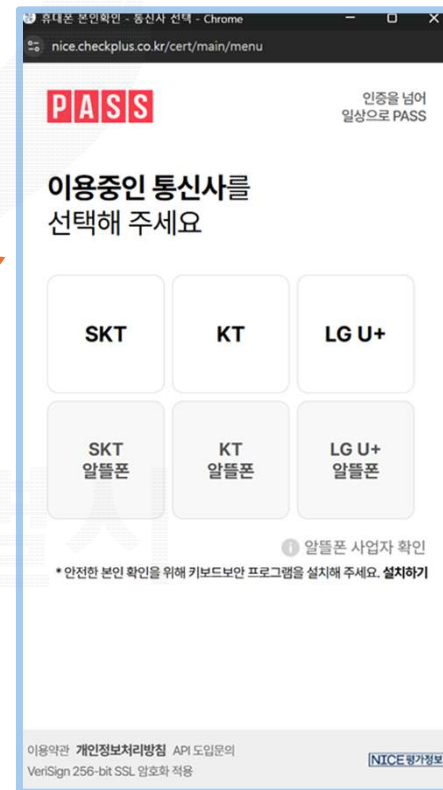 휴대폰 본인확인 - 통신사 선택 - Chrome
nice.checkplus.co.kr/cert/main/menu
PASS
인증을 넘어
일상으로 PASS
이용중인 통신사를
선택해 주세요
SKT
KT
LG U+
SKT
알뜰폰
KT
알뜰폰
LG U+
알뜰폰
알뜰폰 사업자 확인
* 안전한 본인 확인을 위해 키보드보안 프로그램을 설치해 주세요. 설치하기
이용약관 개인정보처리방침 API 도입문의
VeriSign 256-bit SSL 암호화 적용
NICE평가정보